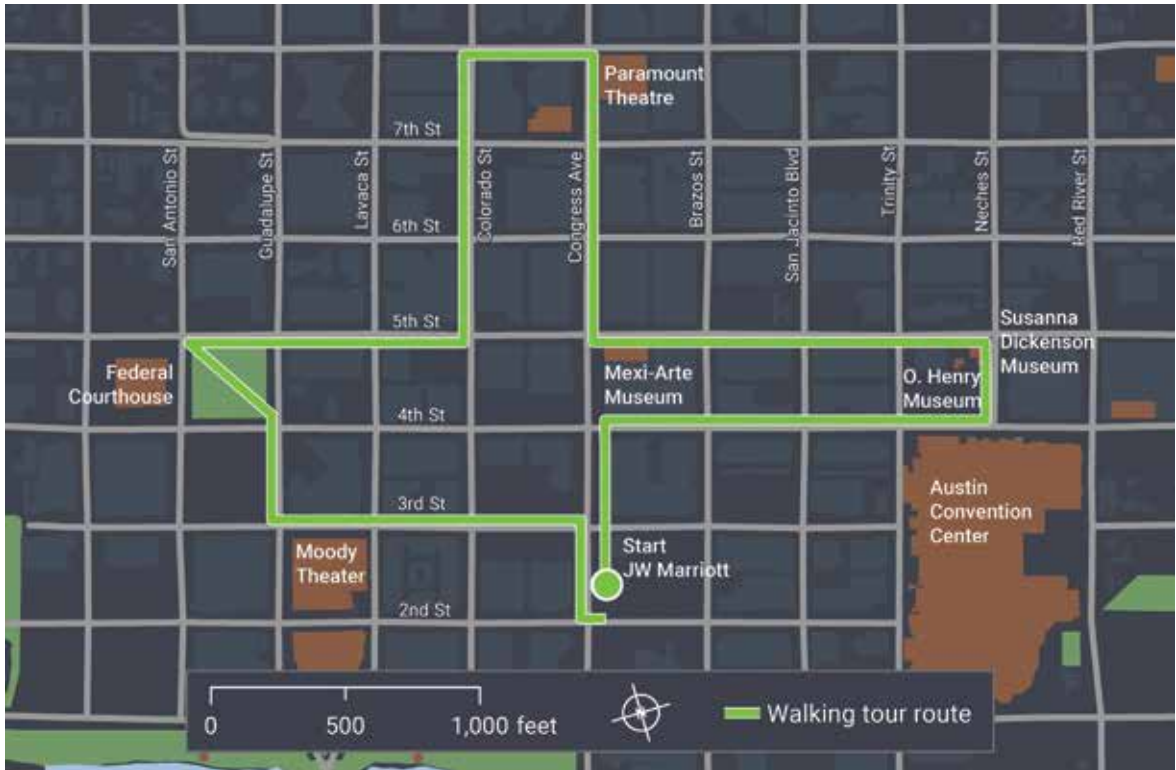 Paramount
Theatre
7th St
San Antonio St
Guadalupe St
Lavaca St
Colorado St
Congress Ave
Brazos St
San Jacinto Blvd
Trinity St
Neches St
Red River St
6th St
5th St
Susanna
Dickenson
Museum
Federal
Courthouse
Mexi-Arte
Museum
O. Henry
Museum
4th St
3rd St
Austin
Convention
Center
Start
JW Marriott
Moody
Theater
2nd St
0 500 1,000 feet
Walking tour route